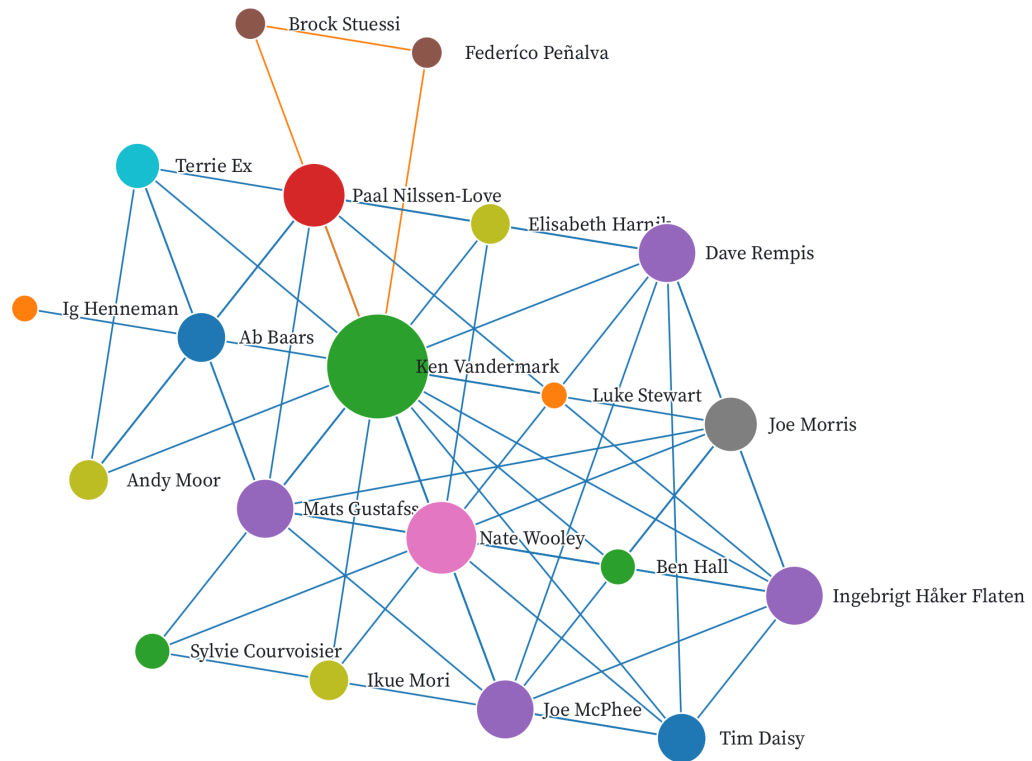 Brock Stuessi
Federíco Peñalva
Terrie Ex
Paal Nilssen-Love
Elisabeth Harnik
Dave Rempis
Ig Henneman
Ab Baars
Ken Vandermark
Luke Stewart
Joe Morris
Andy Moor
Mats Gustafss
Nate Wooley
Ben Hall
Ingebrigt Håker Flaten
Sylvie Courvoisier
Ikue Mori
Joe McPhee
Tim Daisy